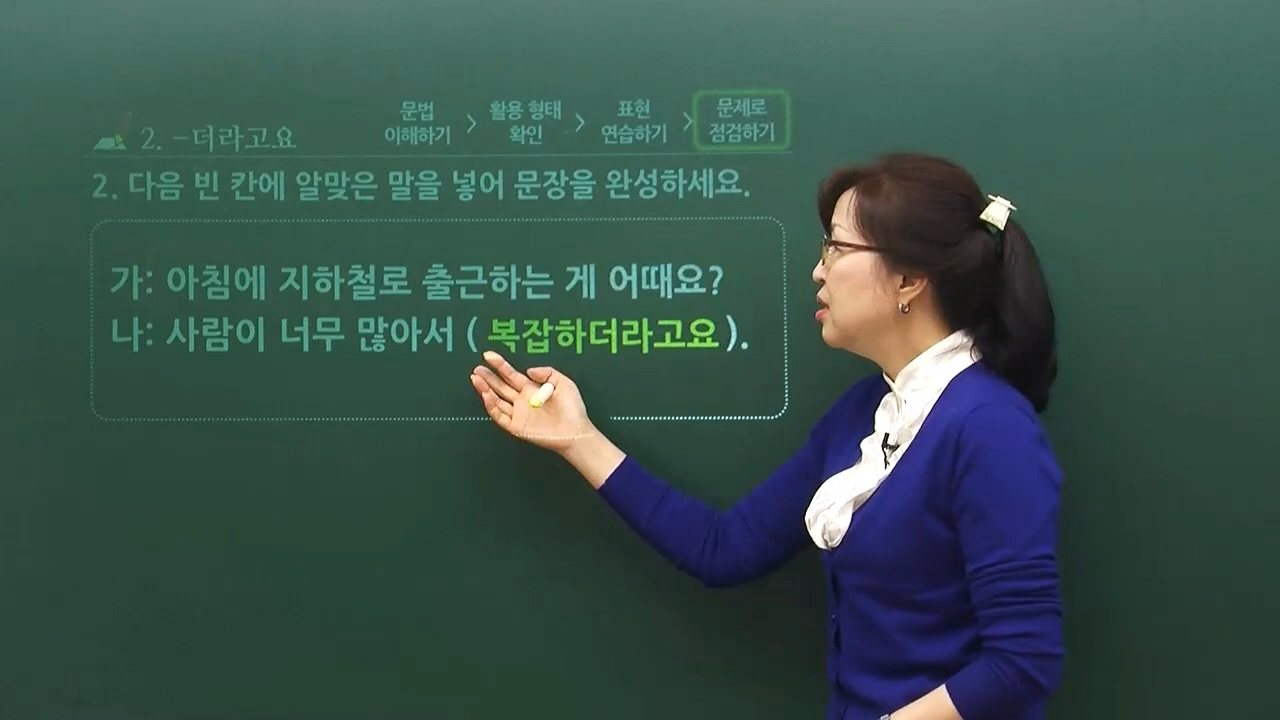 2. -더라고요
문법 이해하기 > 활용 형태 확인 > 표현 연습하기 > 문제로 점검하기
2. 다음 빈 칸에 알맞은 말을 넣어 문장을 완성하세요.
가: 아침에 지하철로 출근하는 게 어때요?
나: 사람이 너무 많아서 ( 복잡하더라고요 ).